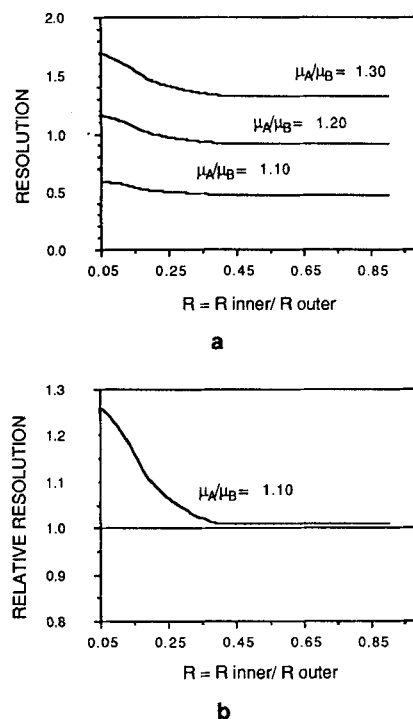 2.0
1.5
1.0
0.5
0.0
RESOLUTION
μA/μB = 1.30
μA/μB = 1.20
μA/μB = 1.10
0.05 0.25 0.45 0.65 0.85
R = R inner/ R outer
a
1.3
1.2
1.1
1.0
0.9
0.8
RELATIVE RESOLUTION
μA/μB = 1.10
0.05 0.25 0.45 0.65 0.85
R = R inner/ R outer
b